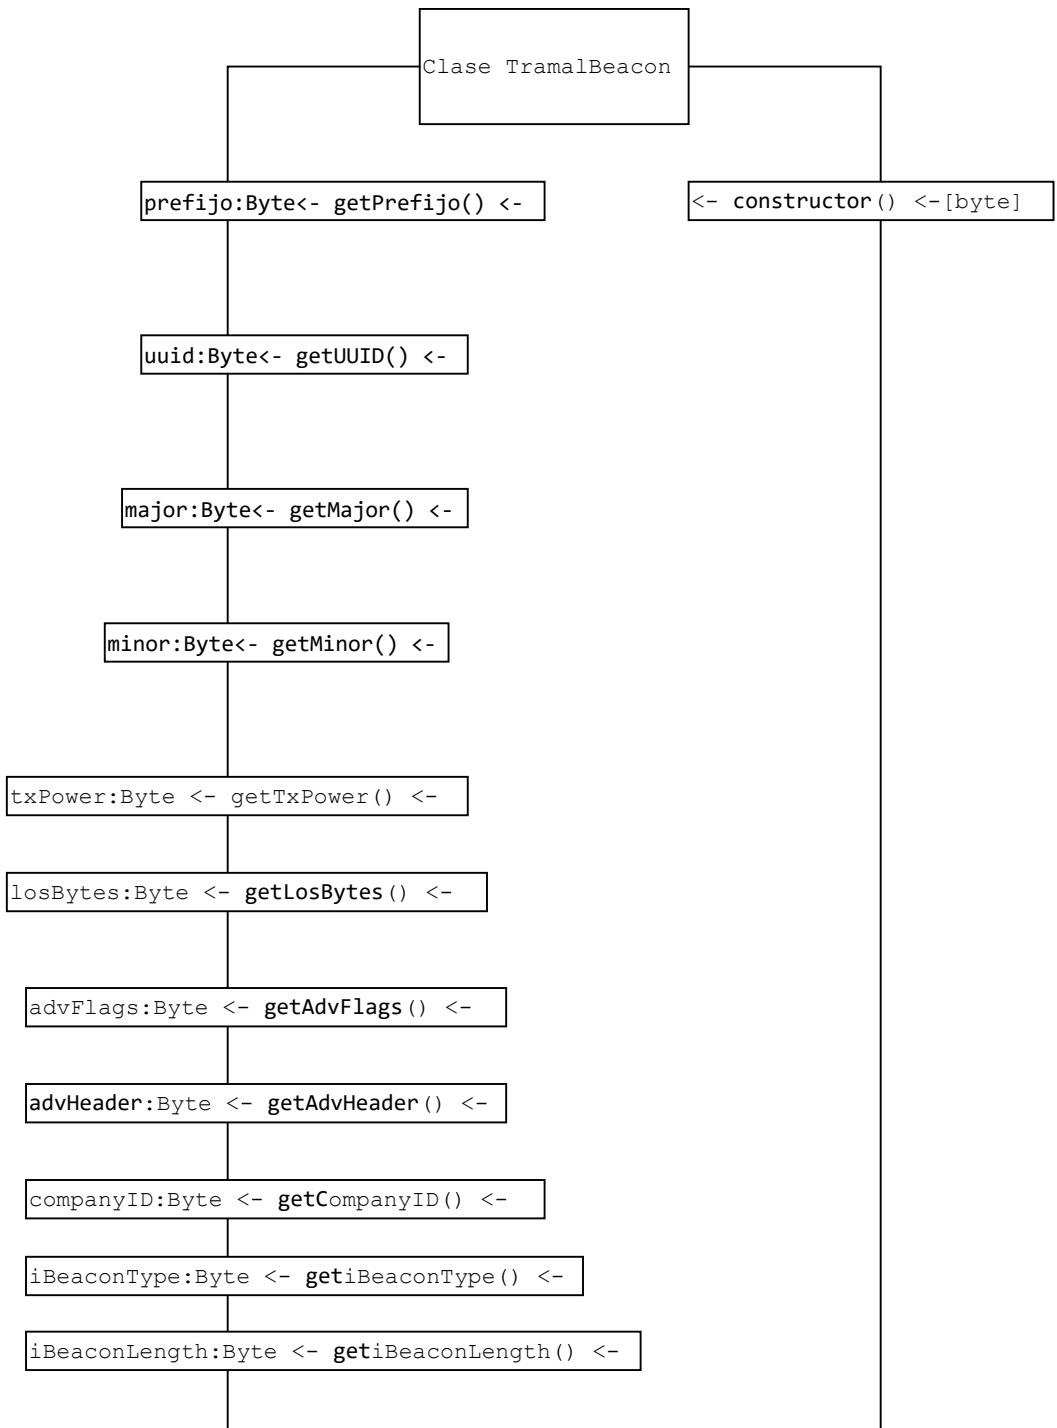 Clase TramalBeacon
prefijo:Byte<- getPrefijo() <-
<- constructor() <-[byte]
uuid:Byte<- getUUID() <-
major:Byte<- getMajor() <-
minor:Byte<- getMinor() <-
txPower:Byte <- getTxPower() <-
losBytes:Byte <- getLosBytes() <-
advFlags:Byte <- getAdvFlags() <-
advHeader:Byte <- getAdvHeader() <-
companyID:Byte <- getCompanyID() <-
iBeaconType:Byte <- getiBeaconType() <-
iBeaconLength:Byte <- getiBeaconLength() <-